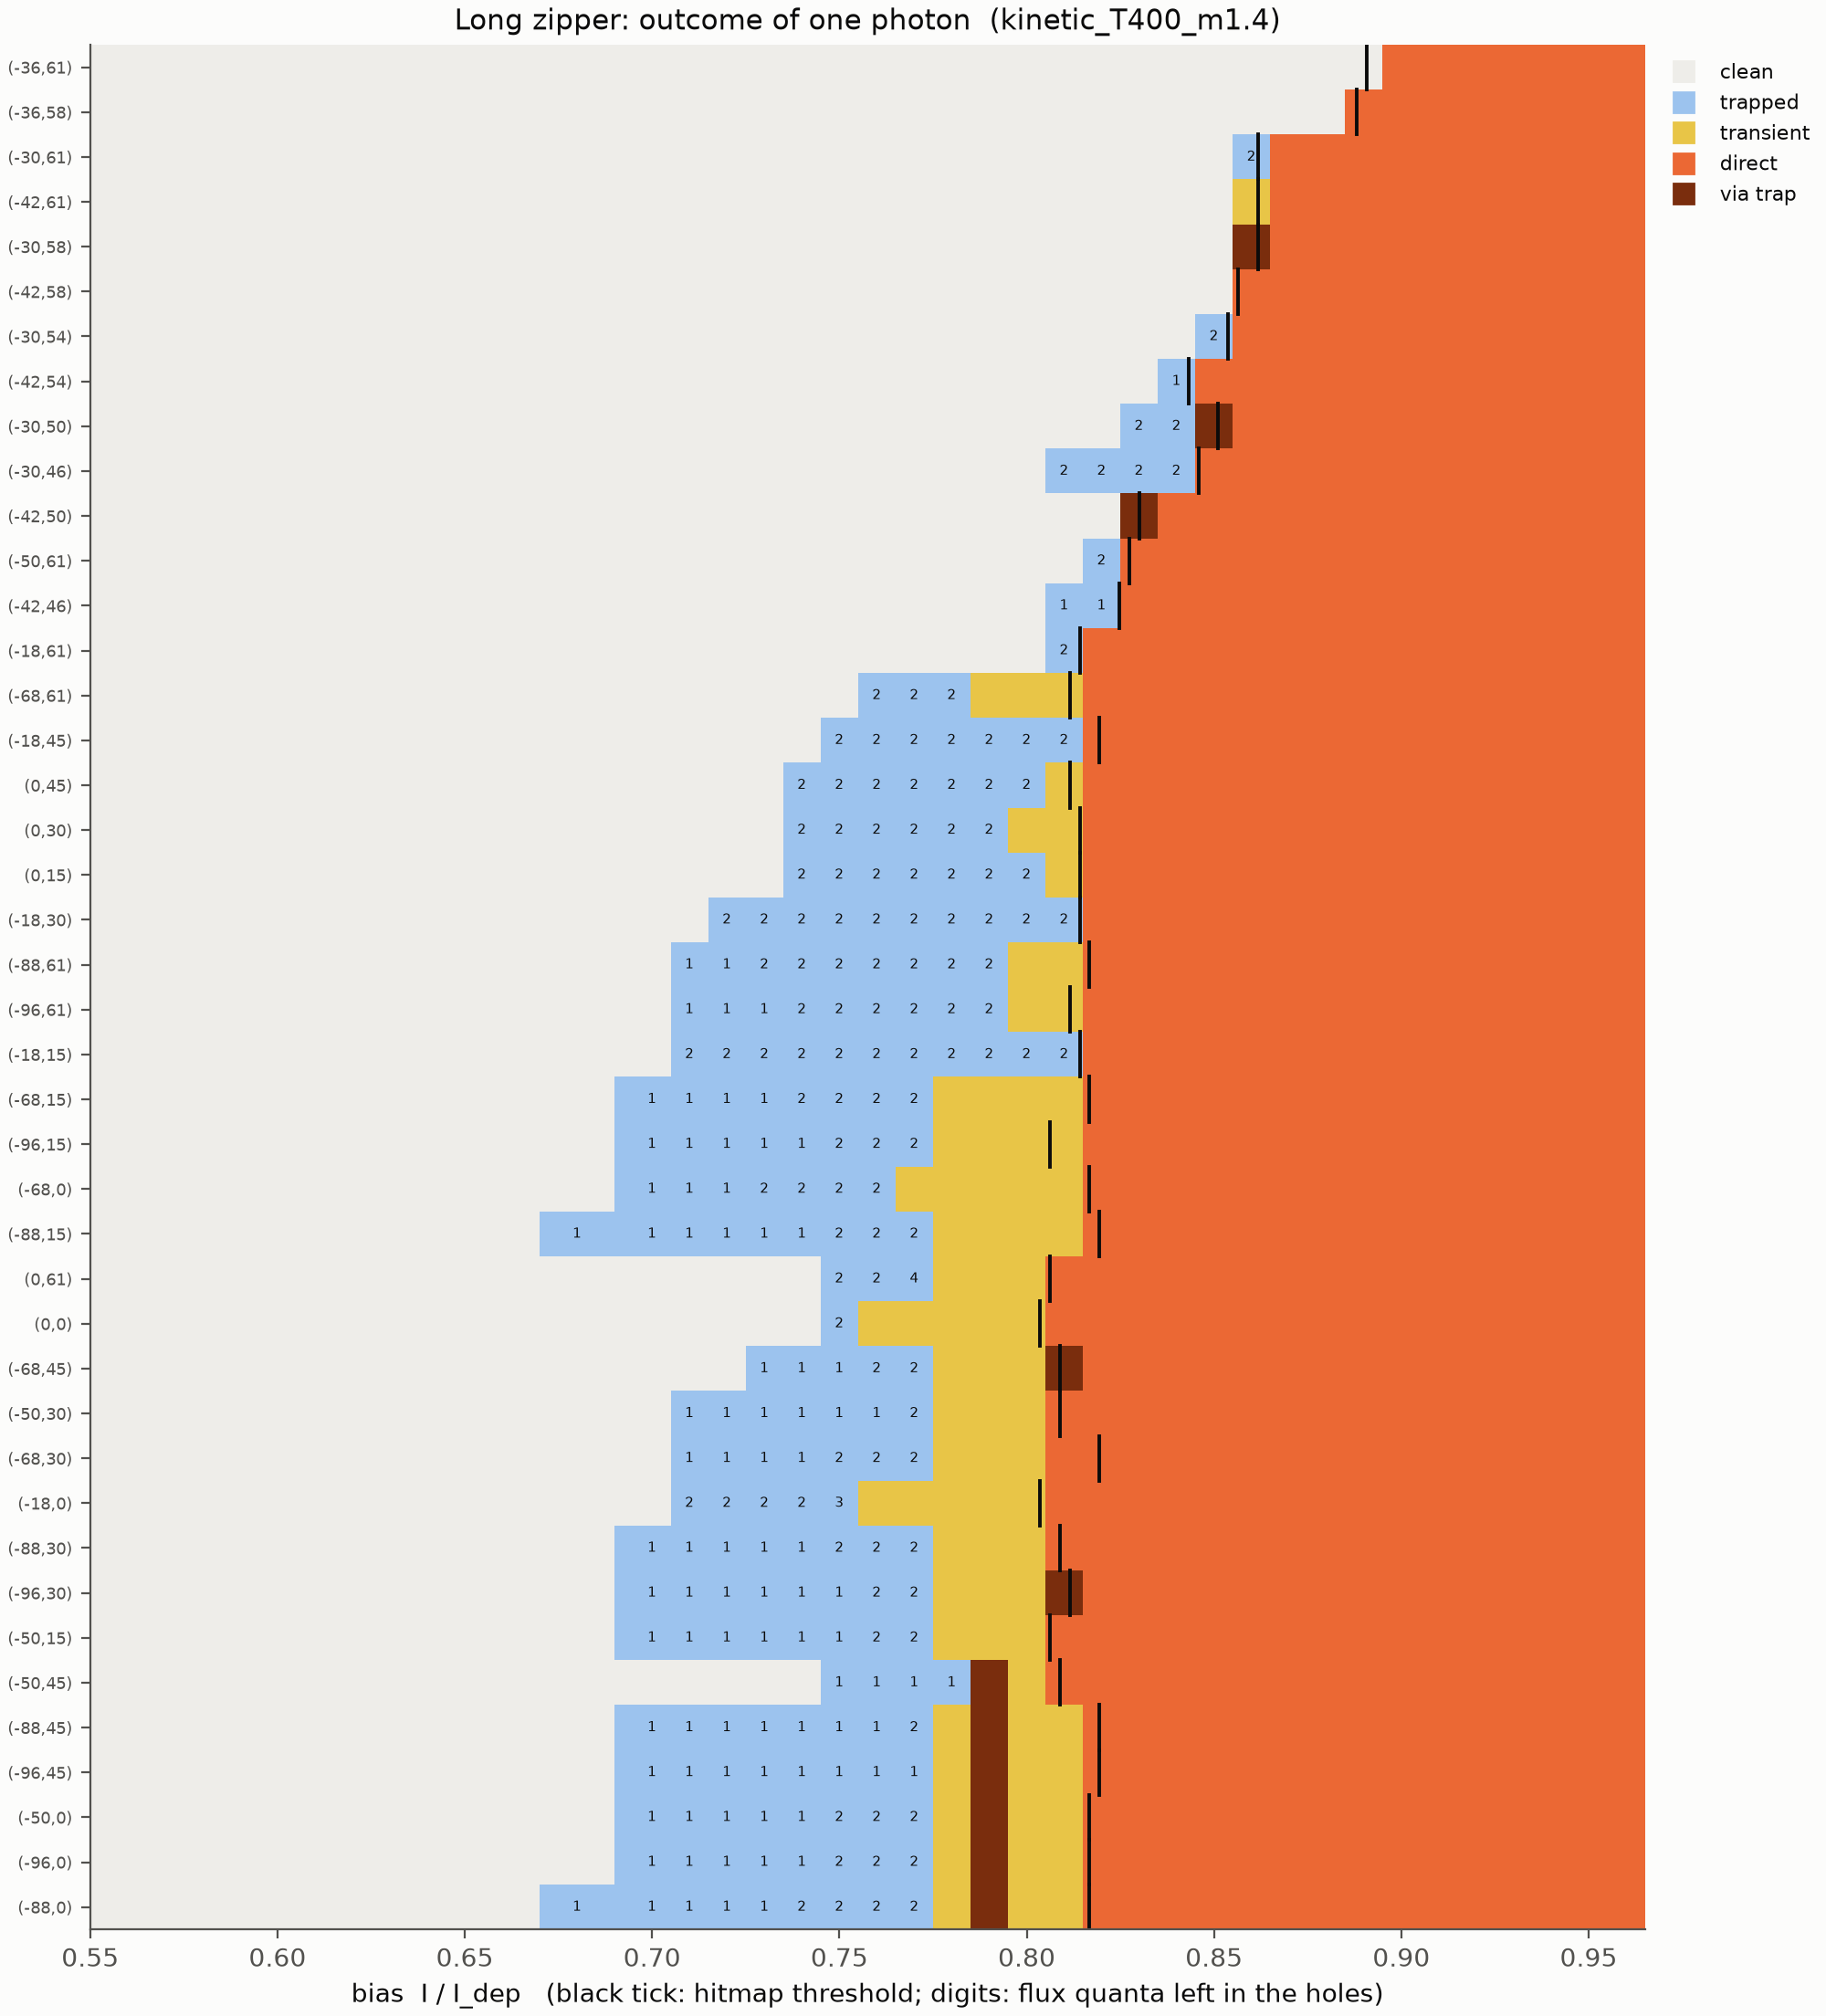 Long zipper: outcome of one photon (kinetic_T400_m1.4)
clean
trapped
transient
direct
via trap
(-36,61)
(-36,58)
(-30,61) 2
(-42,61)
(-30,58)
(-42,58)
(-30,54) 2
(-42,54) 1
(-30,50) 2 2
(-30,46) 2 2 2 2
(-42,50)
(-50,61) 2
(-42,46) 1 1
(-18,61) 2
(-68,61) 2 2 2
(-18,45) 2 2 2 2 2 2 2
(0,45) 2 2 2 2 2 2 2
(0,30) 2 2 2 2 2 2
(0,15) 2 2 2 2 2 2 2
(-18,30) 2 2 2 2 2 2 2 2 2 2
(-88,61) 1 1 2 2 2 2 2 2 2
(-96,61) 1 1 1 2 2 2 2 2 2
(-18,15) 2 2 2 2 2 2 2 2 2 2 2
(-68,15) 1 1 1 1 2 2 2 2
(-96,15) 1 1 1 1 1 2 2 2
(-68,0) 1 1 1 2 2 2 2
(-88,15) 1 1 1 1 1 1 2 2 2
(0,61) 2 2 4
(0,0) 2
(-68,45) 1 1 1 2 2
(-50,30) 1 1 1 1 1 1 2
(-68,30) 1 1 1 1 2 2 2
(-18,0) 2 2 2 2 3
(-88,30) 1 1 1 1 1 2 2 2
(-96,30) 1 1 1 1 1 1 2 2
(-50,15) 1 1 1 1 1 1 2 2
(-50,45) 1 1 1 1
(-88,45) 1 1 1 1 1 1 1 2
(-96,45) 1 1 1 1 1 1 1 1
(-50,0) 1 1 1 1 1 2 2 2
(-96,0) 1 1 1 1 1 2 2 2
(-88,0) 1 1 1 1 1 2 2 2 2
0.55 0.60 0.65 0.70 0.75 0.80 0.85 0.90 0.95
bias I / I_dep (black tick: hitmap threshold; digits: flux quanta left in the holes)